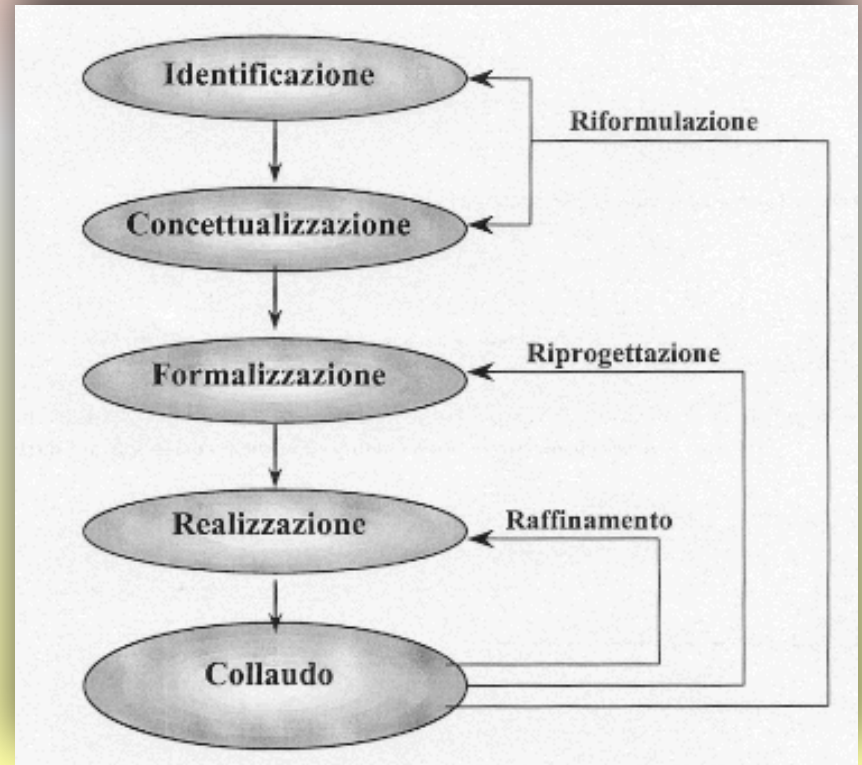 Identificazione
Riformulazione
Concettualizzazione
Riprogettazione
Formalizzazione
Raffinamento
Realizzazione
Collaudo